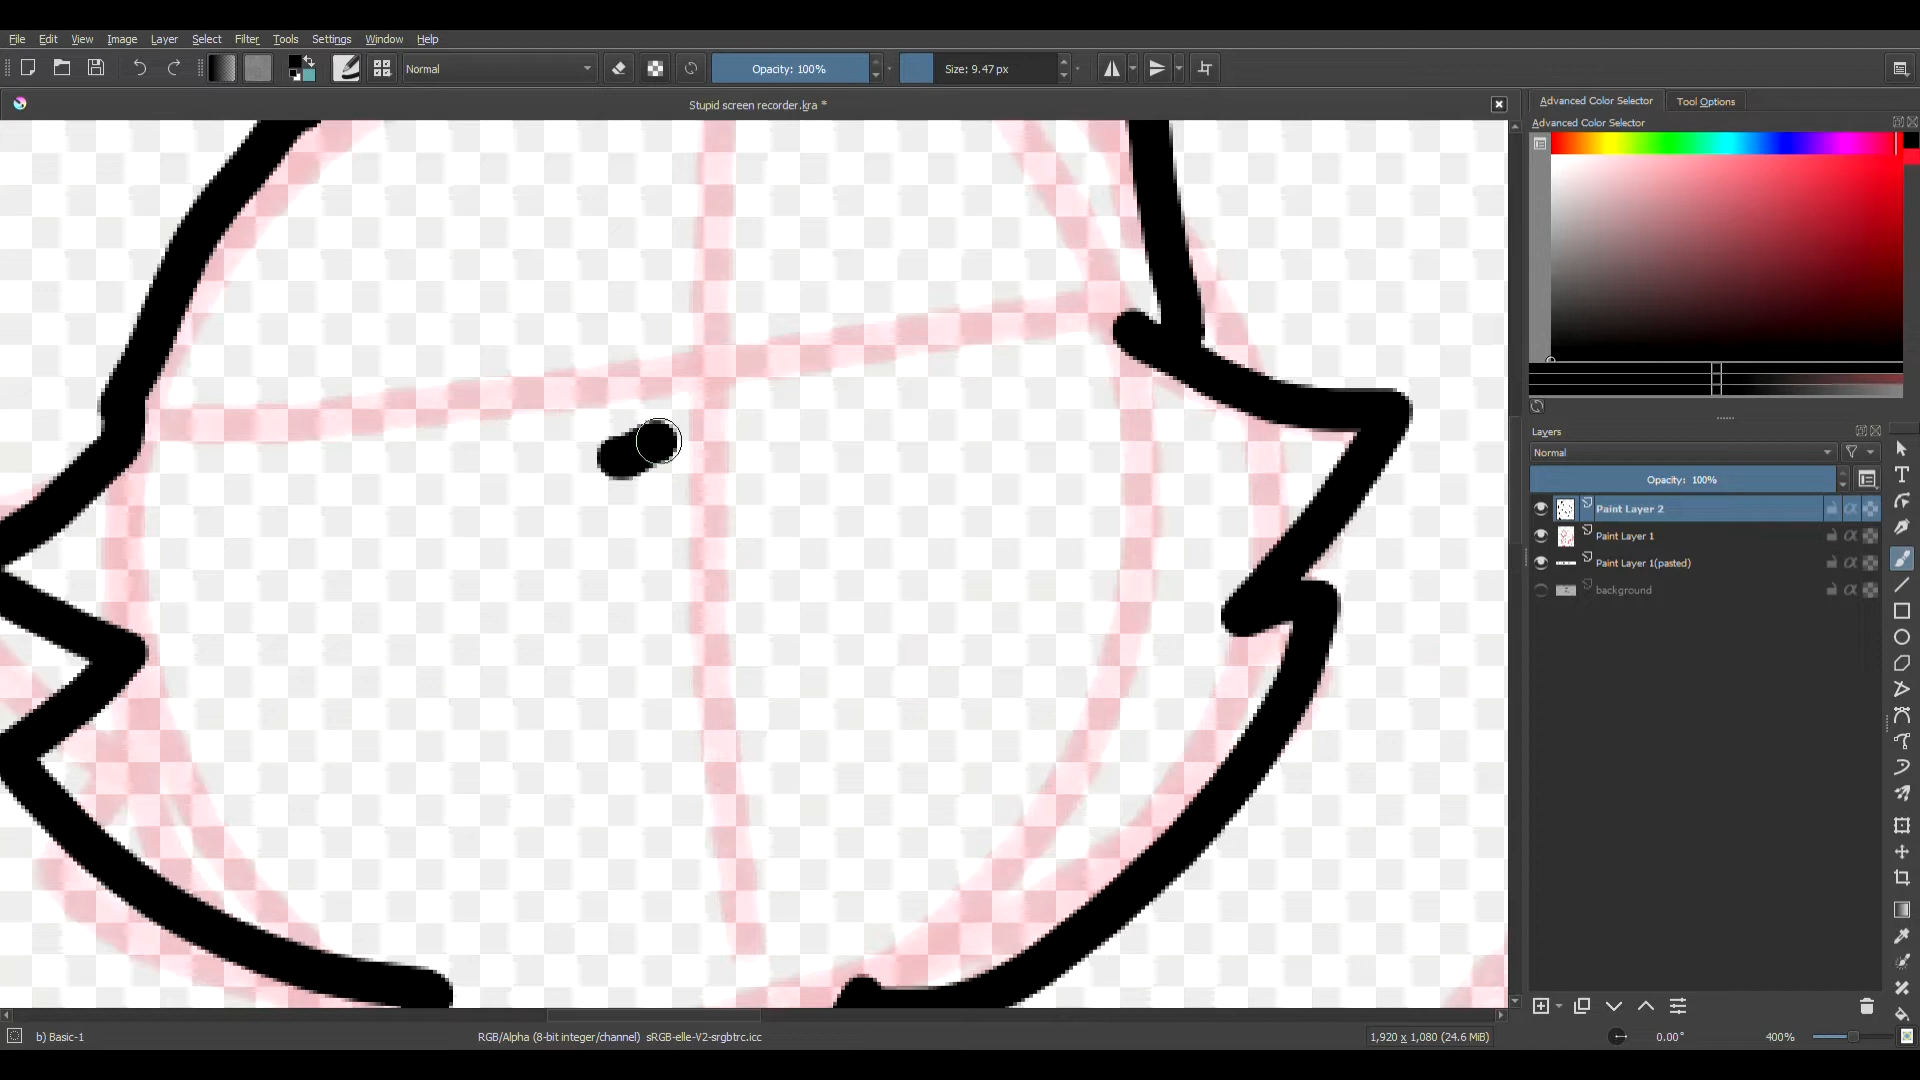 File Edit View Image Layer Select Filter Tools Settings Window Help
Normal Opacity: 100% Size: 9.47 px
Stupid screen recorder.kra *
Advanced Color Selector Tool Options
Advanced Color Selector
Layers
Normal
Opacity: 100%
Paint Layer 2
Paint Layer 1
Paint Layer 1(pasted)
background
b) Basic-1 RGB/Alpha (8-bit integer/channel) sRGB-elle-V2-srgbtrc.icc 1,920 x 1,080 (24.6 MiB) 0.00° 400%